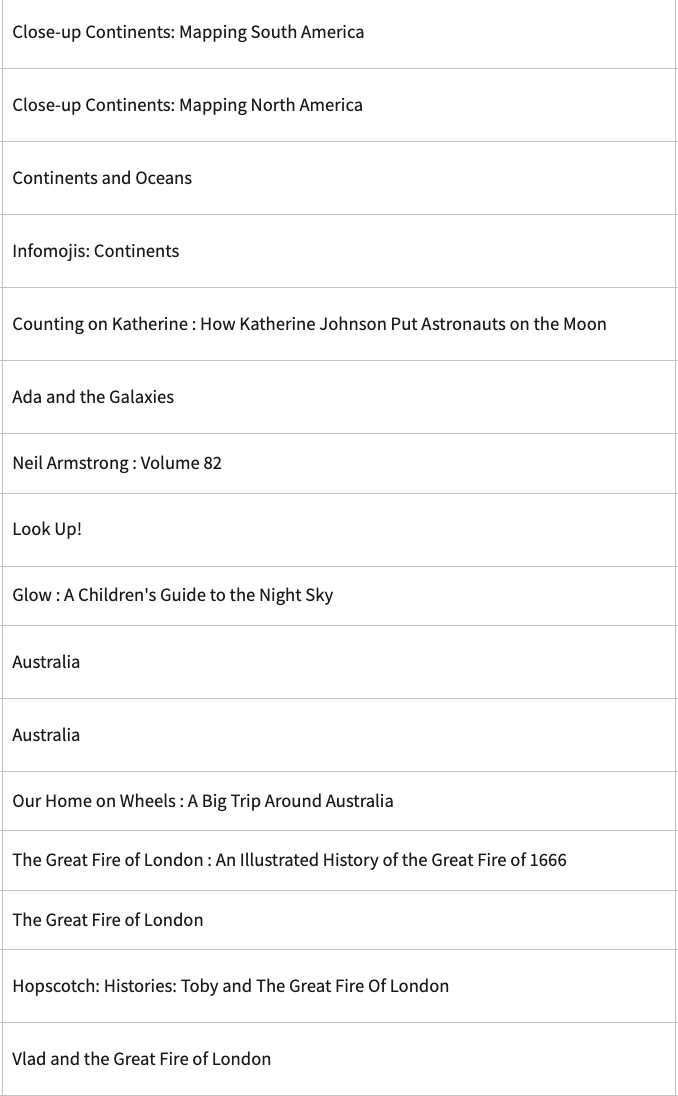 Close-up Continents: Mapping South America
Close-up Continents: Mapping North America
Continents and Oceans
Infomojis: Continents
Counting on Katherine : How Katherine Johnson Put Astronauts on the Moon
Ada and the Galaxies
Neil Armstrong : Volume 82
Look Up!
Glow : A Children's Guide to the Night Sky
Australia
Australia
Our Home on Wheels : A Big Trip Around Australia
The Great Fire of London : An Illustrated History of the Great Fire of 1666
The Great Fire of London
Hopscotch: Histories: Toby and The Great Fire Of London
Vlad and the Great Fire of London